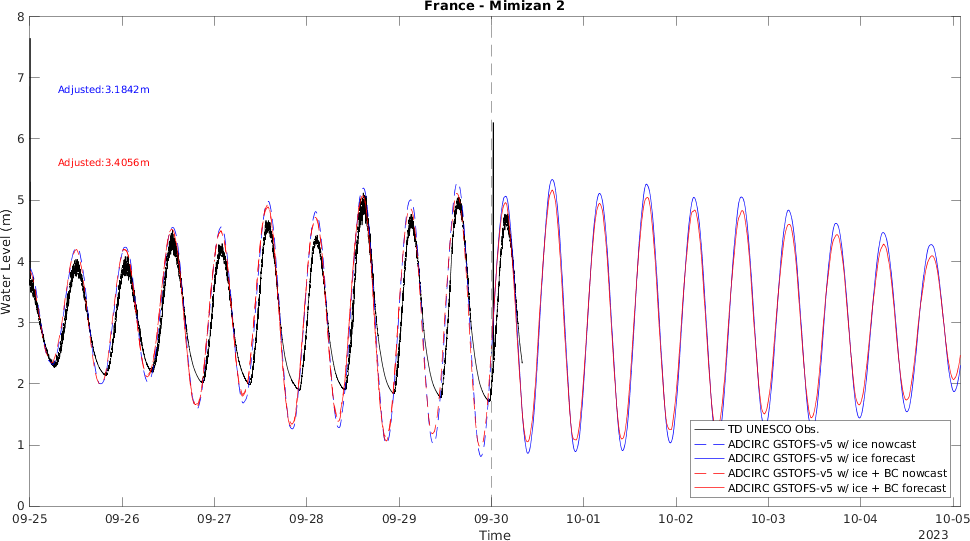 France - Mimizan 2
8
7
6
5
4
3
2
1
0
Water Level (m)
Adjusted:3.1842m
Adjusted:3.4056m
TD UNESCO Obs.
ADCIRC GSTOFS-v5 w/ ice nowcast
ADCIRC GSTOFS-v5 w/ ice forecast
ADCIRC GSTOFS-v5 w/ ice + BC nowcast
ADCIRC GSTOFS-v5 w/ ice + BC forecast
09-25 09-26 09-27 09-28 09-29 09-30 10-01 10-02 10-03 10-04 10-05
Time
2023